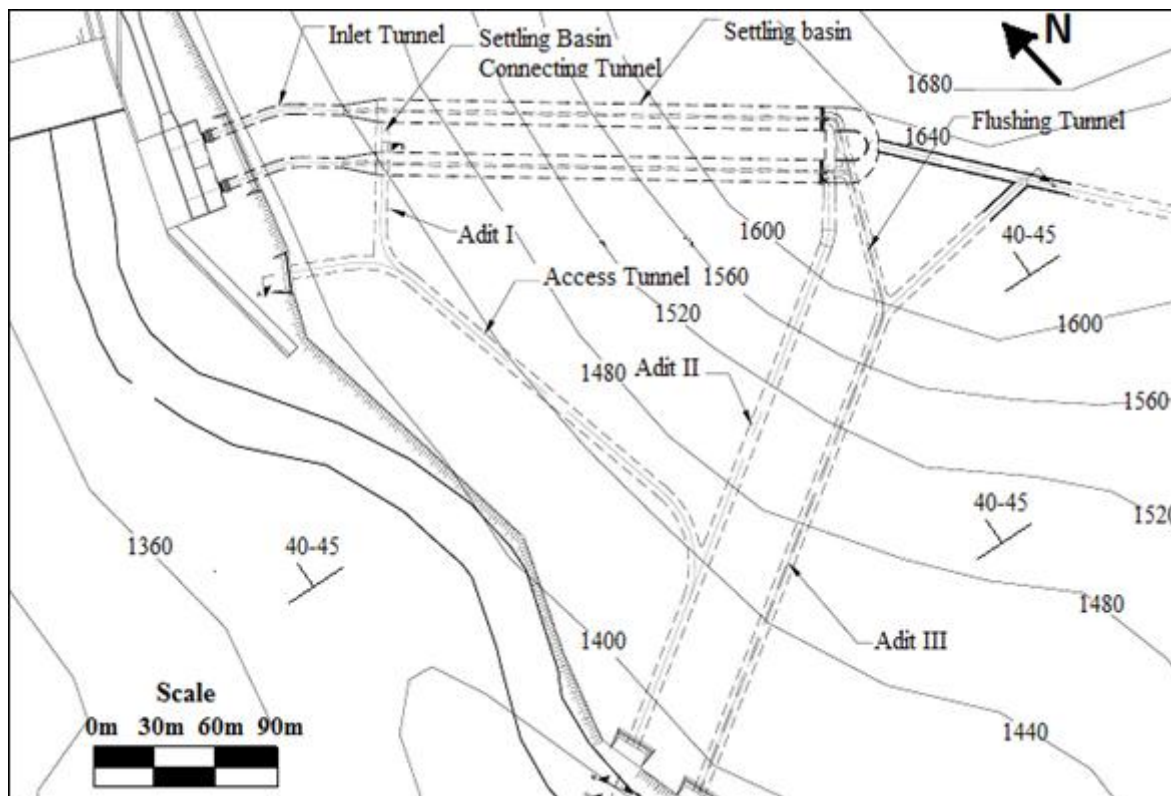 Inlet Tunnel
Settling Basin
Connecting Tunnel
Settling basin
N
1680
1640
Flushing Tunnel
Adit I
1600
40-45
Access Tunnel
1560
1520
1600
1480
Adit II
1560
40-45
1520
1360
40-45
1480
1400
Adit III
Scale
0m 30m 60m 90m
1440